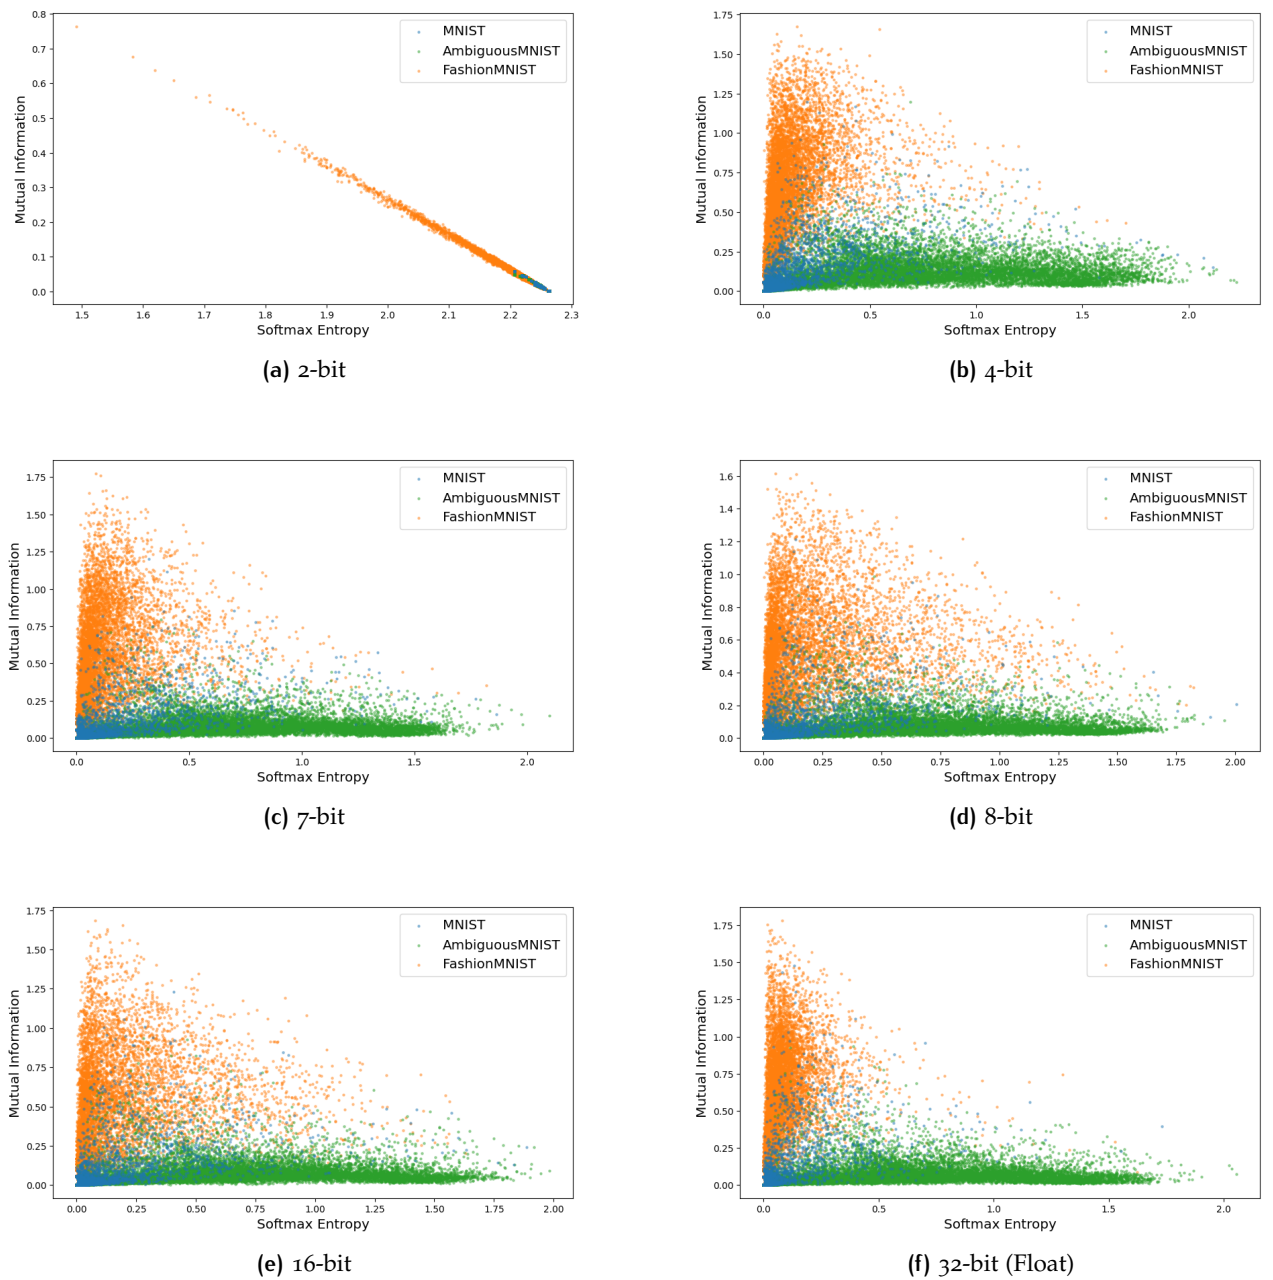 0.8
0.7
0.6
0.5
0.4
0.3
0.2
0.1
0.0
Mutual Information
MNIST
AmbiguousMNIST
FashionMNIST
1.5 1.6 1.7 1.8 1.9 2.0 2.1 2.2 2.3
Softmax Entropy
(a) 2-bit
1.75
1.50
1.25
1.00
0.75
0.50
0.25
0.00
Mutual Information
MNIST
AmbiguousMNIST
FashionMNIST
0.0 0.5 1.0 1.5 2.0
Softmax Entropy
(b) 4-bit
1.75
1.50
1.25
1.00
0.75
0.50
0.25
0.00
Mutual Information
MNIST
AmbiguousMNIST
FashionMNIST
0.0 0.5 1.0 1.5 2.0
Softmax Entropy
(c) 7-bit
1.6
1.4
1.2
1.0
0.8
0.6
0.4
0.2
0.0
Mutual Information
MNIST
AmbiguousMNIST
FashionMNIST
0.00 0.25 0.50 0.75 1.00 1.25 1.50 1.75 2.00
Softmax Entropy
(d) 8-bit
1.75
1.50
1.25
1.00
0.75
0.50
0.25
0.00
Mutual Information
MNIST
AmbiguousMNIST
FashionMNIST
0.00 0.25 0.50 0.75 1.00 1.25 1.50 1.75 2.00
Softmax Entropy
(e) 16-bit
1.75
1.50
1.25
1.00
0.75
0.50
0.25
0.00
Mutual Information
MNIST
AmbiguousMNIST
FashionMNIST
0.0 0.5 1.0 1.5 2.0
Softmax Entropy
(f) 32-bit (Float)